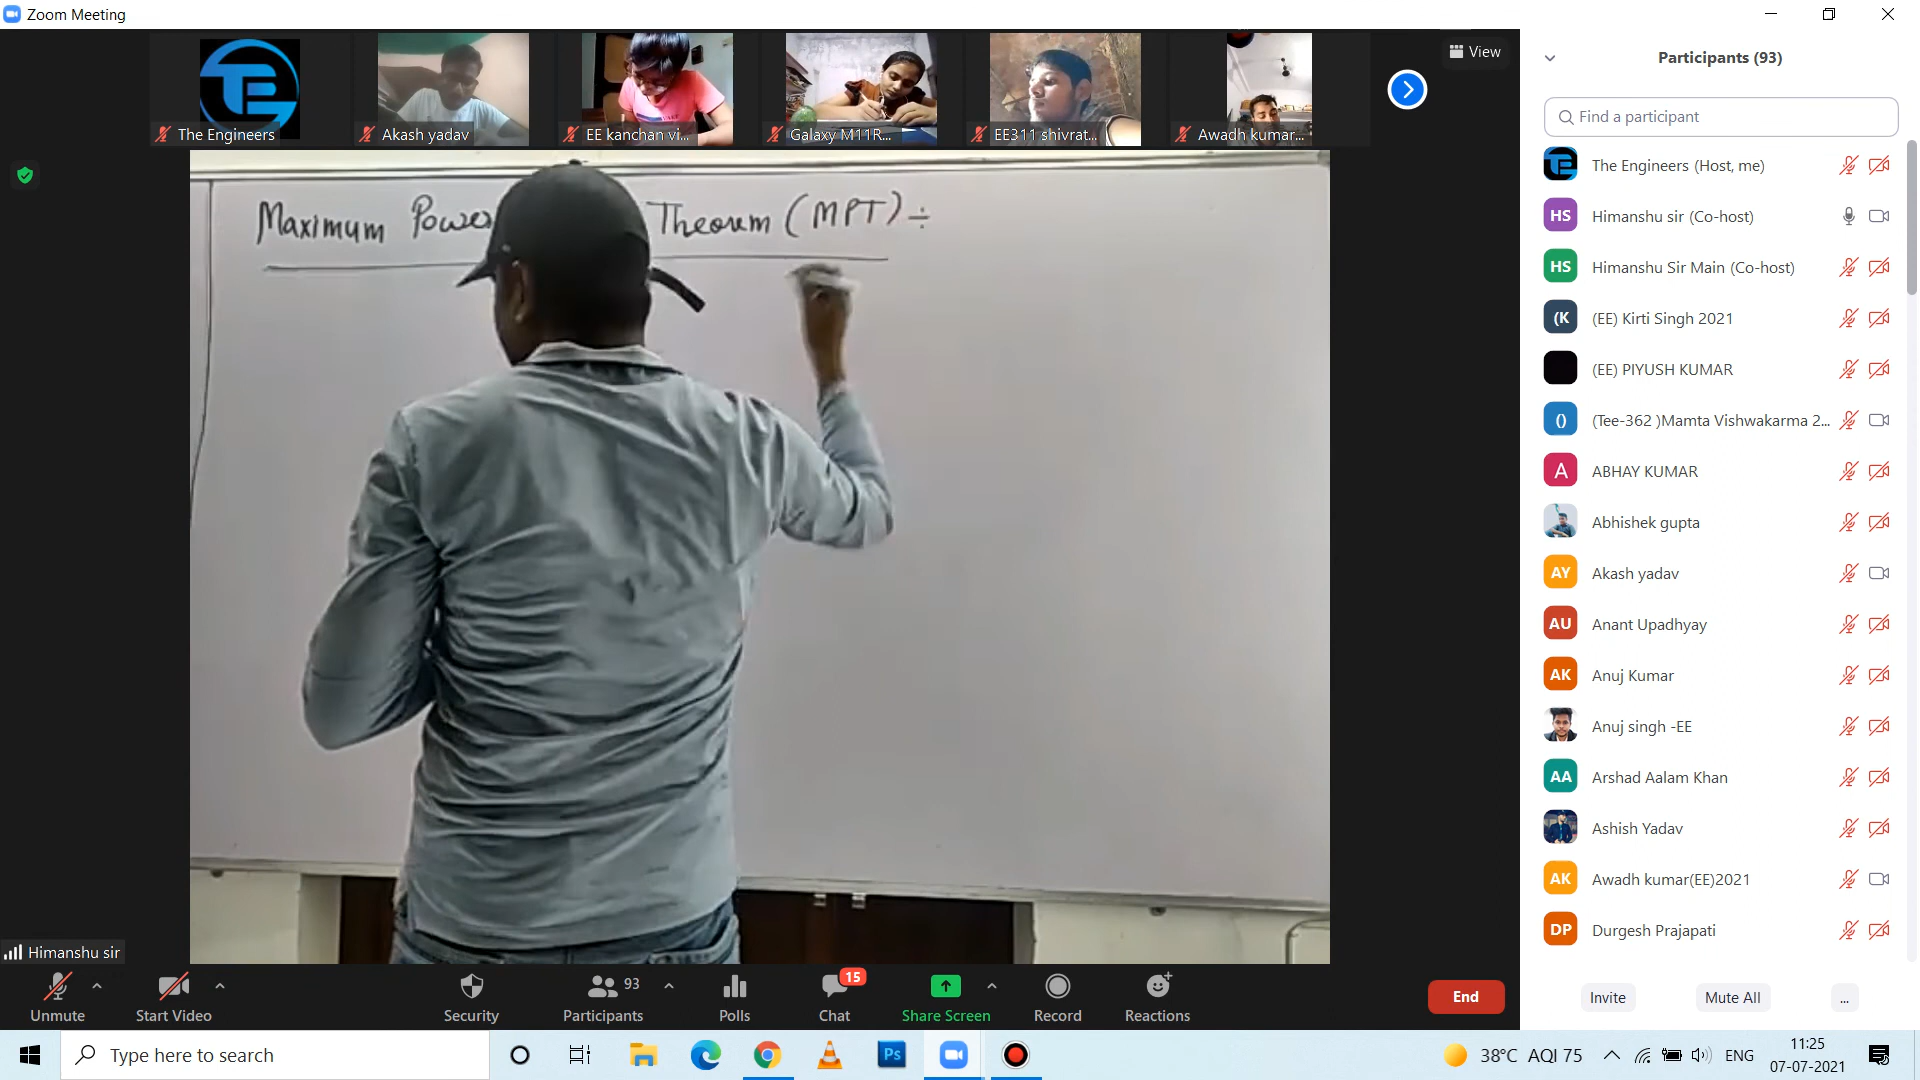 Zoom Meeting
The Engineers
Akash yadav
EE kanchan vi...
Galaxy M11R...
EE311 shivrat...
Awadh kumar...
View
Maximum Power Theorem (MPT) ÷
Himanshu sir
Participants (93)
Find a participant
The Engineers (Host, me)
HS Himanshu sir (Co-host)
HS Himanshu Sir Main (Co-host)
(K (EE) Kirti Singh 2021
(EE) PIYUSH KUMAR
() (Tee-362 )Mamta Vishwakarma 2...
A ABHAY KUMAR
Abhishek gupta
AY Akash yadav
AU Anant Upadhyay
AK Anuj Kumar
Anuj singh -EE
AA Arshad Aalam Khan
Ashish Yadav
AK Awadh kumar(EE)2021
DP Durgesh Prajapati
Invite Mute All ...
Unmute
Start Video
Security
93
Participants
Polls
15
Chat
Share Screen
Record
Reactions
End
Type here to search
Ps
38°C AQI 75
ENG
11:25
07-07-2021